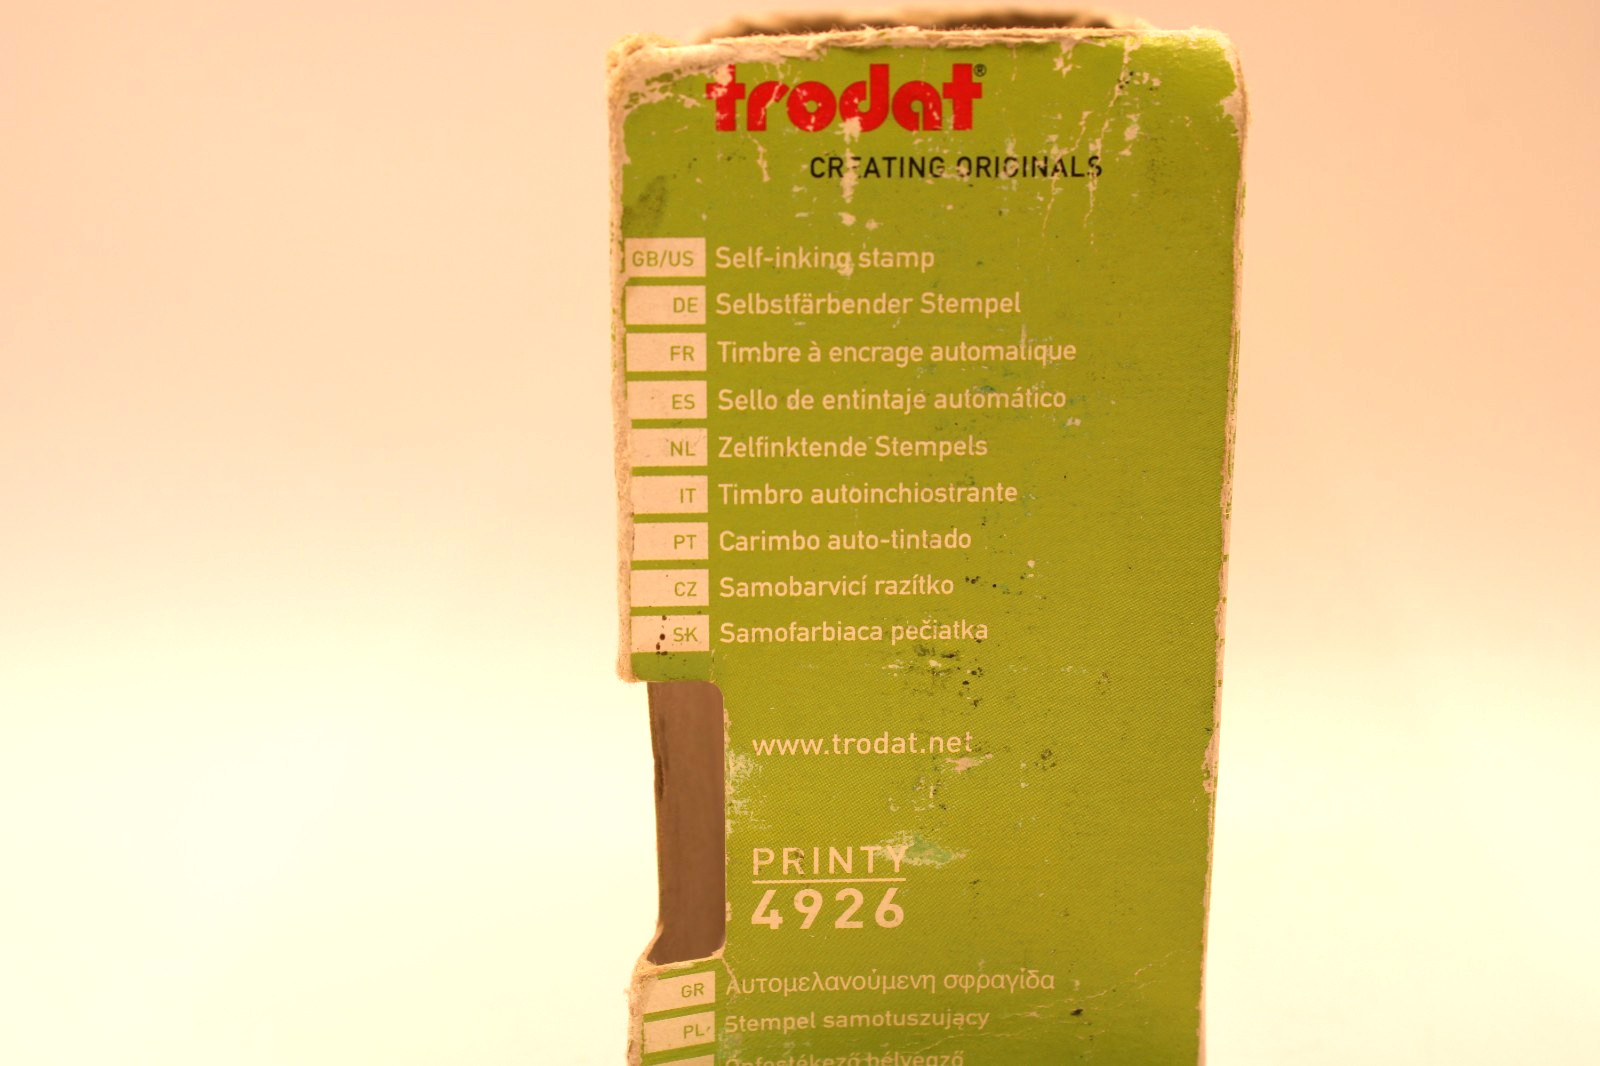 trodat®
CREATING ORIGINALS
GB/US Self-inking stamp
DE Selbstfärbender Stempel
FR Timbre à encrage automatique
ES Sello de entintaje automático
NL Zelfinktende Stempels
IT Timbro autoinchiostrante
PT Carimbo auto-tintado
CZ Samobarvicí razítko
SK Samofarbiaca pečiatka
www.trodat.net
PRINTY
4926
GR Αυτομελανούμενη σφραγίδα
PL Stempel samotuszujący
Önfestékező bélyegző